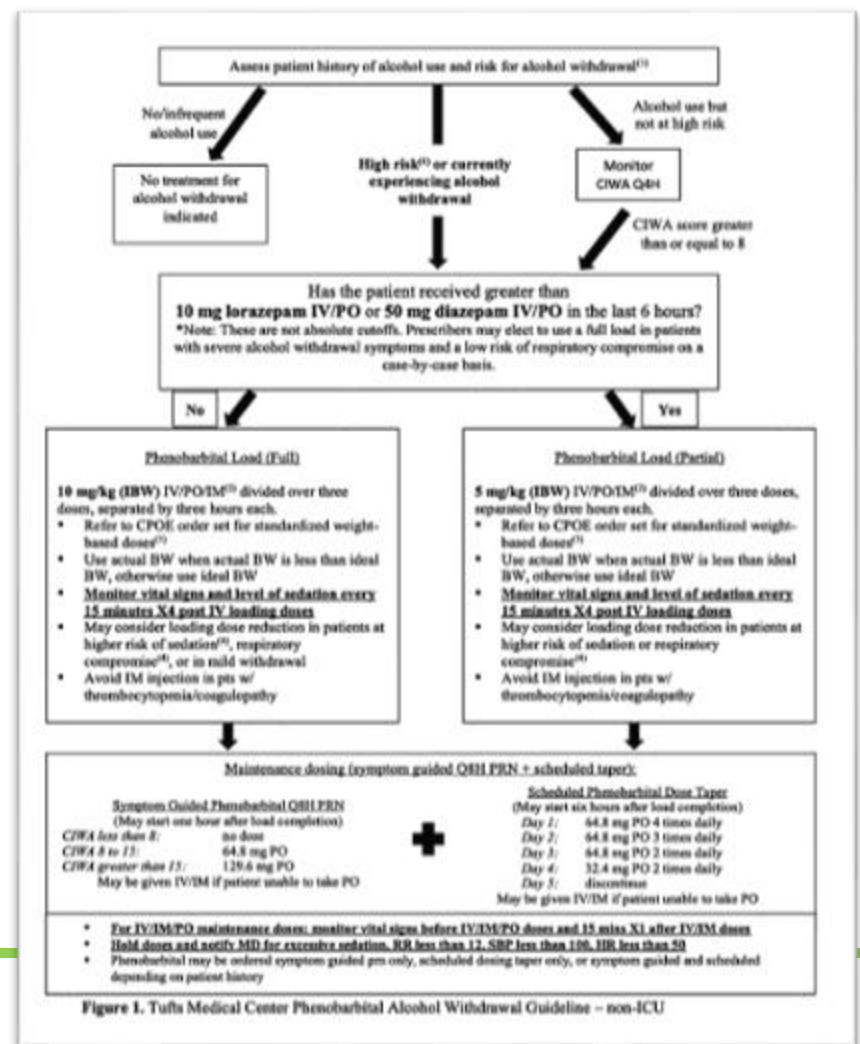 Assess patient history of alcohol use and risk for alcohol withdrawal(1)
No/infrequent
alcohol use
Alcohol use but
not at high risk
No treatment for
alcohol withdrawal
indicated
High risk(1) or currently
experiencing alcohol
withdrawal
Monitor
CIWA Q4H
CIWA score greater
than or equal to 8
Has the patient received greater than
10 mg lorazepam IV/PO or 50 mg diazepam IV/PO in the last 6 hours?
*Note: These are not absolute cutoffs. Prescribers may elect to use a full load in patients
with severe alcohol withdrawal symptoms and a low risk of respiratory compromise on a
case-by-case basis.
No
Yes
Phenobarbital Load (Full)
10 mg/kg (IBW) IV/PO/IM(2) divided over three
doses, separated by three hours each.
▪ Refer to CPOE order set for standardized weight-
based doses(3)
▪ Use actual BW when actual BW is less than ideal
BW, otherwise use ideal BW
▪ Monitor vital signs and level of sedation every
15 minutes X4 post IV loading doses
▪ May consider loading dose reduction in patients at
higher risk of sedation(4), respiratory
compromise(4), or in mild withdrawal
▪ Avoid IM injection in pts w/
thrombocytopenia/coagulopathy
Phenobarbital Load (Partial)
5 mg/kg (IBW) IV/PO/IM(2) divided over three doses,
separated by three hours each.
▪ Refer to CPOE order set for standardized weight-
based doses(3)
▪ Use actual BW when actual BW is less than ideal
BW, otherwise use ideal BW
▪ Monitor vital signs and level of sedation every
15 minutes X4 post IV loading doses
▪ May consider loading dose reduction in patients at
higher risk of sedation or respiratory
compromise(4)
▪ Avoid IM injection in pts w/
thrombocytopenia/coagulopathy
Maintenance dosing (symptom guided Q8H PRN + scheduled taper):
Symptom Guided Phenobarbital Q8H PRN
(May start one hour after load completion)
CIWA less than 8: no dose
CIWA 8 to 15: 64.8 mg PO
CIWA greater than 15: 129.6 mg PO
May be given IV/IM if patient unable to take PO
Scheduled Phenobarbital Dose Taper
(May start six hours after load completion)
Day 1: 64.8 mg PO 4 times daily
Day 2: 64.8 mg PO 3 times daily
Day 3: 64.8 mg PO 2 times daily
Day 4: 32.4 mg PO 2 times daily
Day 5: discontinue
May be given IV/IM if patient unable to take PO
▪ For IV/IM/PO maintenance doses: monitor vital signs before IV/IM/PO doses and 15 mins X1 after IV/IM doses
▪ Hold doses and notify MD for excessive sedation, RR less than 12, SBP less than 100, HR less than 50
▪ Phenobarbital may be ordered symptom guided prn only, scheduled dosing taper only, or symptom guided and scheduled
depending on patient history
Figure 1. Tufts Medical Center Phenobarbital Alcohol Withdrawal Guideline – non-ICU